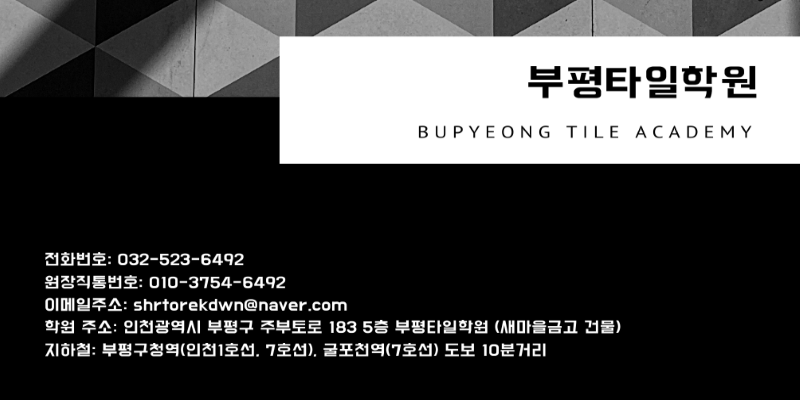 부평타일학원
BUPYEONG TILE ACADEMY
전화번호: 032-523-6492
원장직통번호: 010-3754-6492
이메일주소: shrtorekdwn@naver.com
학원 주소: 인천광역시 부평구 주부토로 183 5층 부평타일학원 (새마을금고 건물)
지하철: 부평구청역(인천1호선, 7호선), 굴포천역(7호선) 도보 10분거리